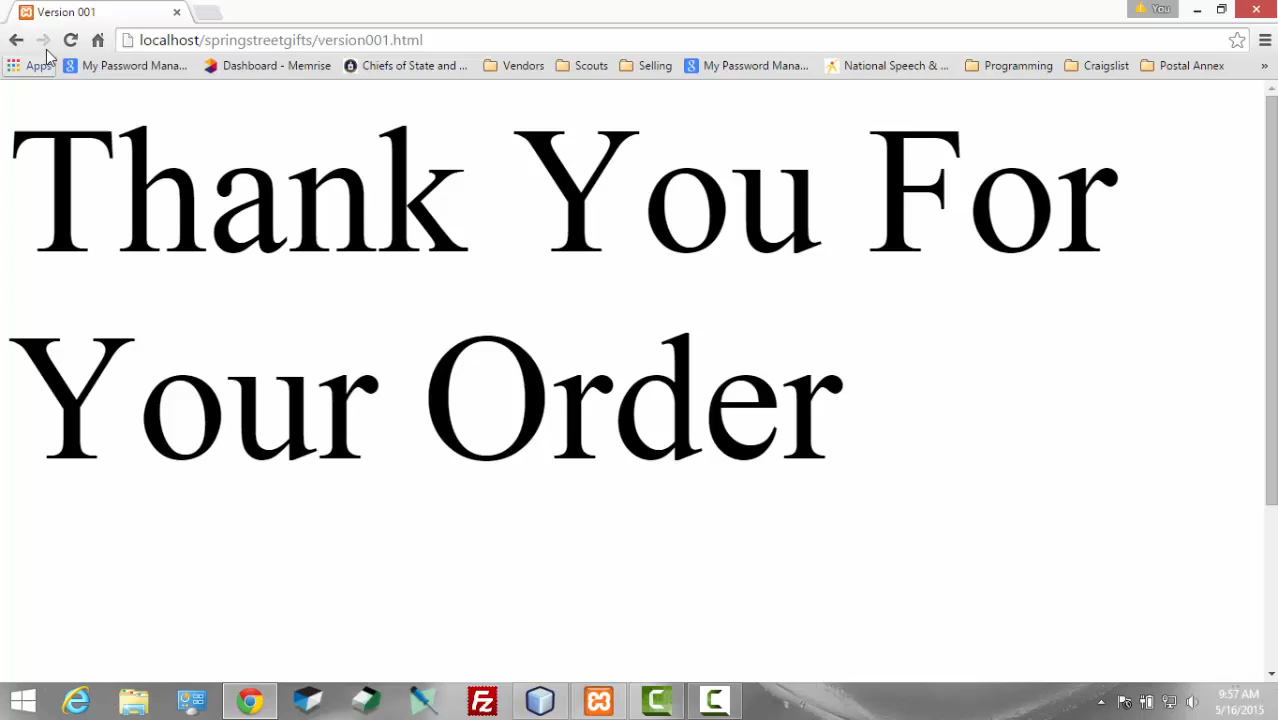 Version 001
You
localhost/springstreetgifts/version001.html
Apps My Password Mana... Dashboard - Memrise Chiefs of State and ... Vendors Scouts Selling My Password Mana... National Speech & ... Programming Craigslist Postal Annex »
Thank You For
Your Order
9:57 AM
5/16/2015